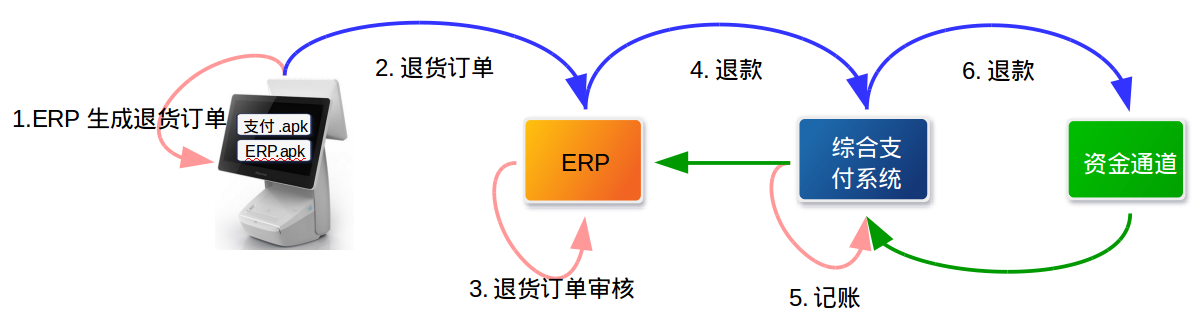 1.ERP 生成退货订单
支付 .apk
ERP.apk
2. 退货订单
ERP
3. 退货订单审核
4. 退款
综合支
付系统
5. 记账
6. 退款
资金通道